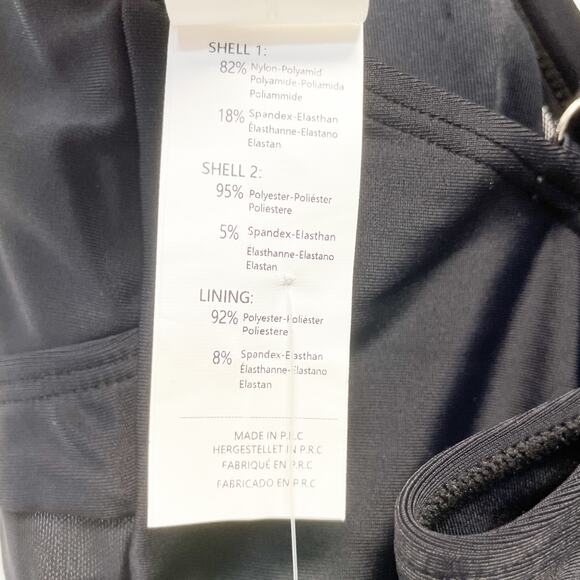 SHELL 1:
82% Nylon-Polyamid
Polyamide-Poliamida
Poliammide
18% Spandex-Elasthan
Élasthanne-Elastano
Elastan
SHELL 2:
95% Polyester-Poliéster
Poliestere
5% Spandex-Elasthan
Élasthanne-Elastano
Elastan
LINING:
92% Polyester-Poliéster
Poliestere
8% Spandex-Elasthan
Élasthanne-Elastano
Elastan
MADE IN P.R.C
HERGESTELLET IN P.R.C
FABRIQUÉ EN P.R.C
FABRICADO EN P.R.C